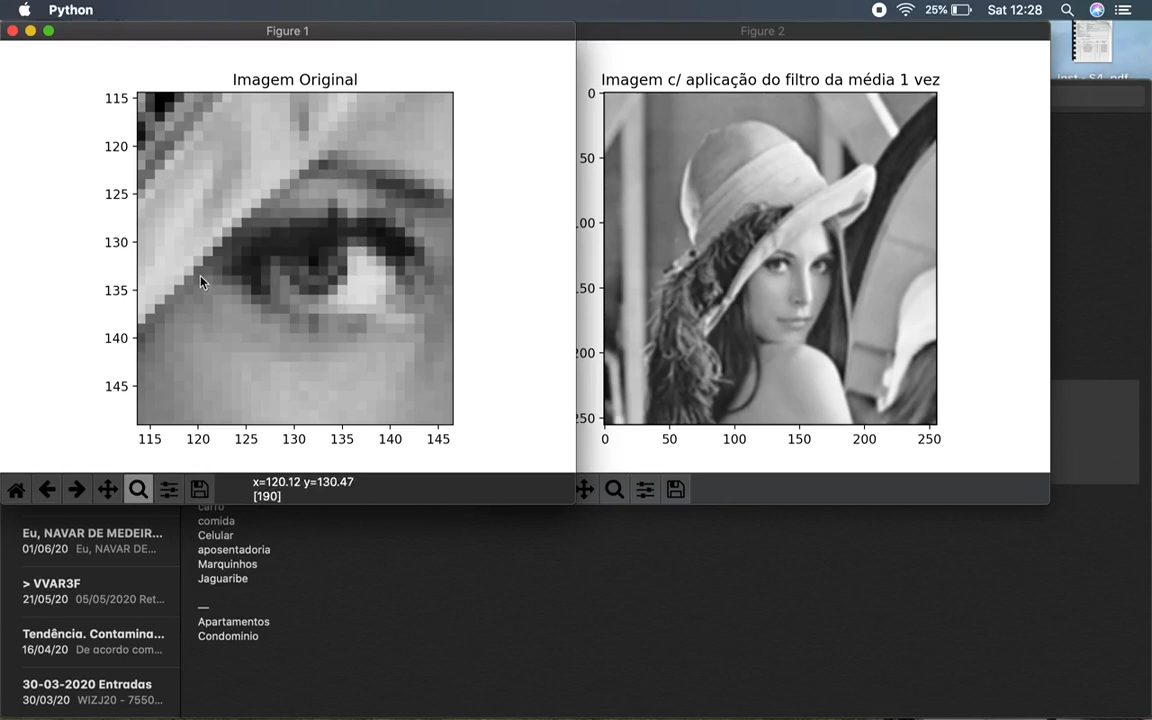 Python
25%
Sat 12:28
Figure 1
Figure 2
Imagem Original
115
120
125
130
135
140
145
115 120 125 130 135 140 145
Imagem c/ aplicação do filtro da média 1 vez
0
50
100
150
200
250
0 50 100 150 200 250
x=120.12 y=130.47
[190]
carro
comida
Celular
aposentadoria
Marquinhos
Jaguaribe
—
Apartamentos
Condominio
Eu, NAVAR DE MEDEIR...
01/06/20 Eu, NAVAR DE...
> VVAR3F
21/05/20 05/05/2020 Ret...
Tendência. Contamina...
16/04/20 De acordo com...
30-03-2020 Entradas
30/03/20 WIZJ20 - 7550...